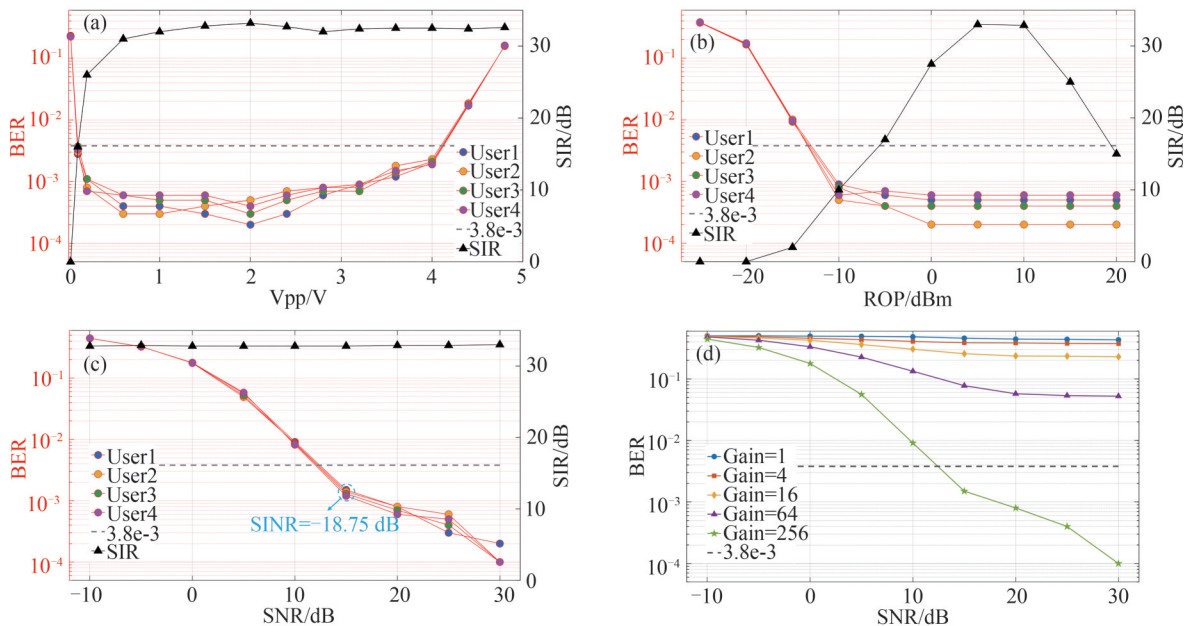 (a)
BER
10⁻¹
10⁻²
10⁻³
10⁻⁴
User1
User2
User3
User4
3.8e-3
SIR
30
20
10
0
SIR/dB
0 1 2 3 4 5
Vpp/V
(b)
BER
10⁻¹
10⁻²
10⁻³
10⁻⁴
User1
User2
User3
User4
3.8e-3
SIR
30
20
10
0
SIR/dB
−20 −10 0 10 20
ROP/dBm
(c)
BER
10⁻¹
10⁻²
10⁻³
10⁻⁴
User1
User2
User3
User4
3.8e-3
SIR
SINR=−18.75 dB
30
20
10
0
SIR/dB
−10 0 10 20 30
SNR/dB
(d)
BER
10⁻¹
10⁻²
10⁻³
10⁻⁴
Gain=1
Gain=4
Gain=16
Gain=64
Gain=256
3.8e-3
−10 0 10 20 30
SNR/dB